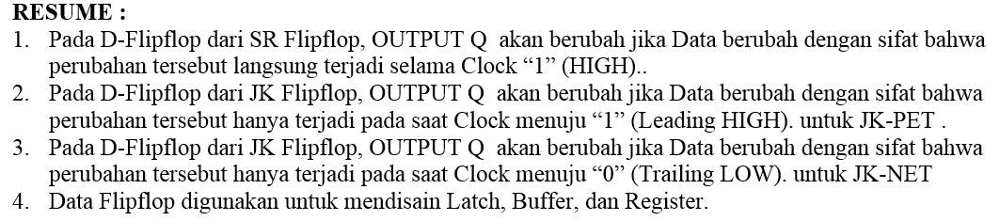 RESUME :
1. Pada D-Flipflop dari SR Flipflop, OUTPUT Q akan berubah jika Data berubah dengan sifat bahwa
perubahan tersebut langsung terjadi selama Clock “1” (HIGH)..
2. Pada D-Flipflop dari JK Flipflop, OUTPUT Q akan berubah jika Data berubah dengan sifat bahwa
perubahan tersebut hanya terjadi pada saat Clock menuju “1” (Leading HIGH). untuk JK-PET .
3. Pada D-Flipflop dari JK Flipflop, OUTPUT Q akan berubah jika Data berubah dengan sifat bahwa
perubahan tersebut hanya terjadi pada saat Clock menuju “0” (Trailing LOW). untuk JK-NET
4. Data Flipflop digunakan untuk mendisain Latch, Buffer, dan Register.